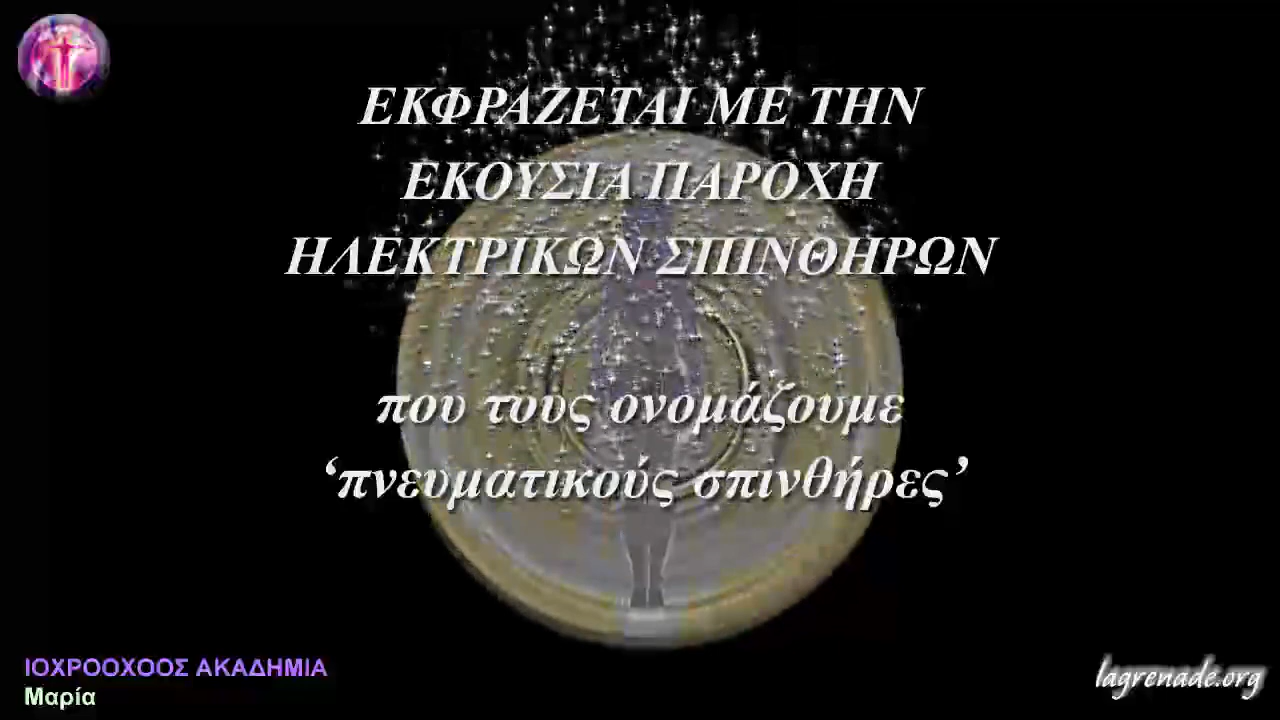 ΕΚΦΡΑΖΕΤΑΙ ΜΕ ΤΗΝ
ΕΚΟΥΣΙΑ ΠΑΡΟΧΗ
ΗΛΕΚΤΡΙΚΩΝ ΣΠΙΝΘΗΡΩΝ
που τους ονομάζουμε
‘πνευματικούς σπινθήρες’
ΙΟΧΡΟΟΧΟΟΣ ΑΚΑΔΗΜΙΑ
Μαρία
lagrenade.org